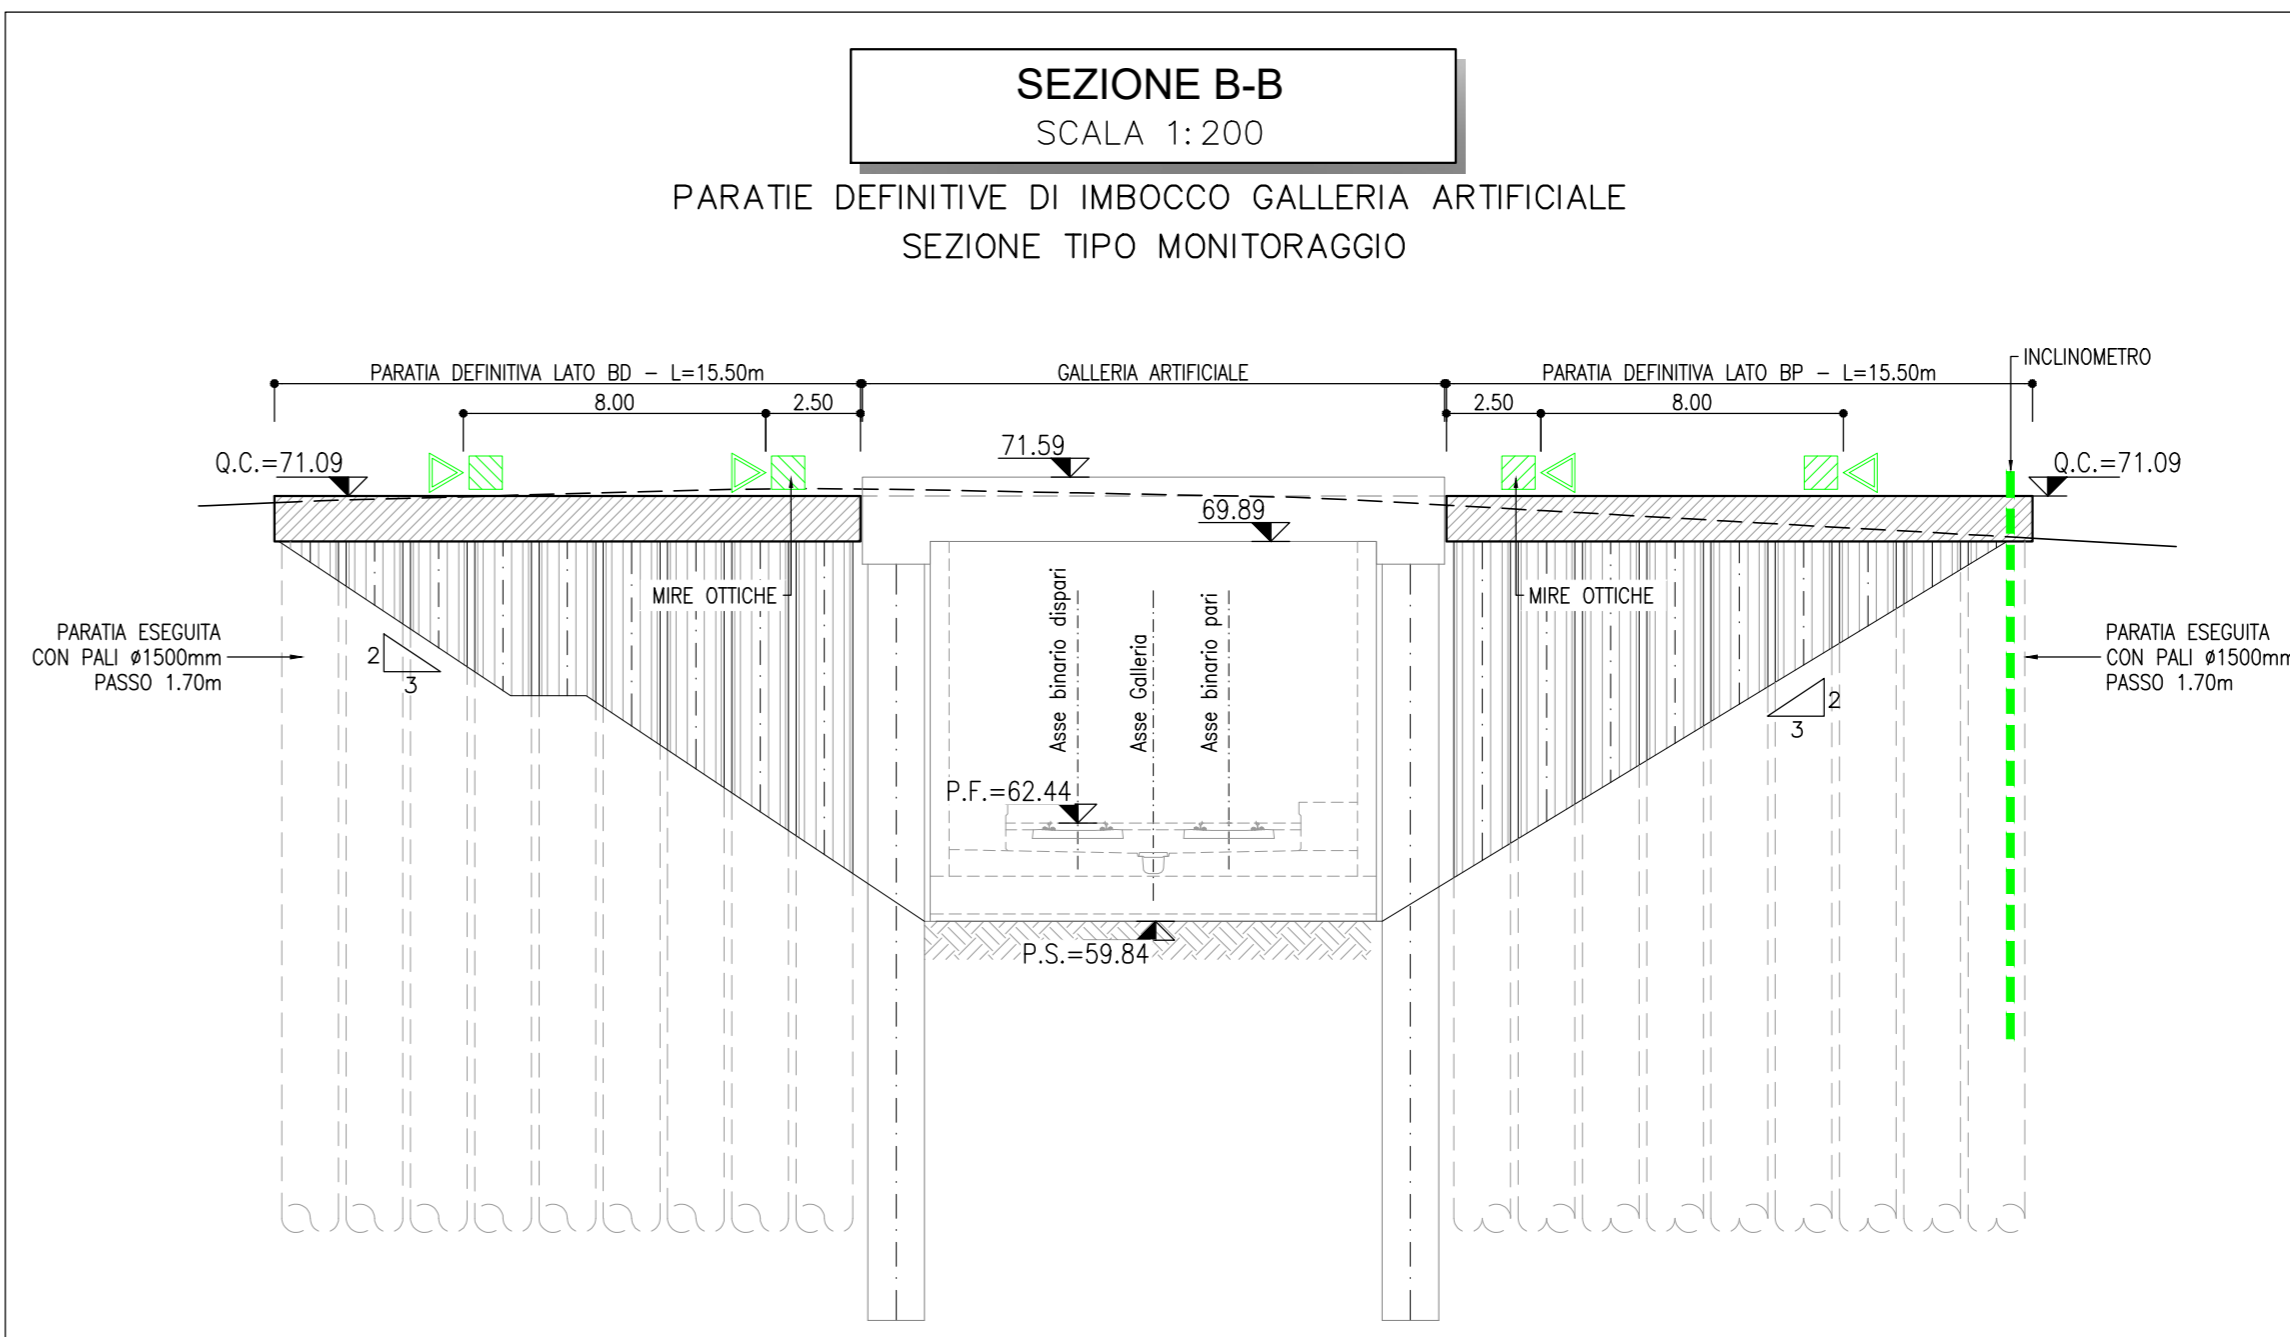 SEZIONE B-B
SCALA 1:200
PARATIE DEFINITIVE DI IMBOCCO GALLERIA ARTIFICIALE
SEZIONE TIPO MONITORAGGIO
INCLINOMETRO
PARATIA DEFINITIVA LATO BD - L=15.50m
GALLERIA ARTIFICIALE
PARATIA DEFINITIVA LATO BP - L=15.50m
8.00
2.50
2.50
8.00
Q.C.=71.09
71.59
Q.C.=71.09
69.89
MIRE OTTICHE
MIRE OTTICHE
PARATIA ESEGUITA
CON PALI ø1500mm
PASSO 1.70m
2
3
Asse binario dispari
Asse Galleria
Asse binario pari
PARATIA ESEGUITA
CON PALI ø1500mm
PASSO 1.70m
2
3
P.F.=62.44
P.S.=59.84